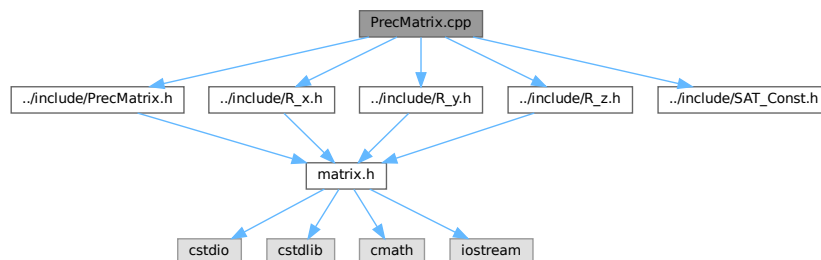 PrecMatrix.cpp
../include/PrecMatrix.h
../include/R_x.h
../include/R_y.h
../include/R_z.h
../include/SAT_Const.h
matrix.h
cstdio
cstdlib
cmath
iostream